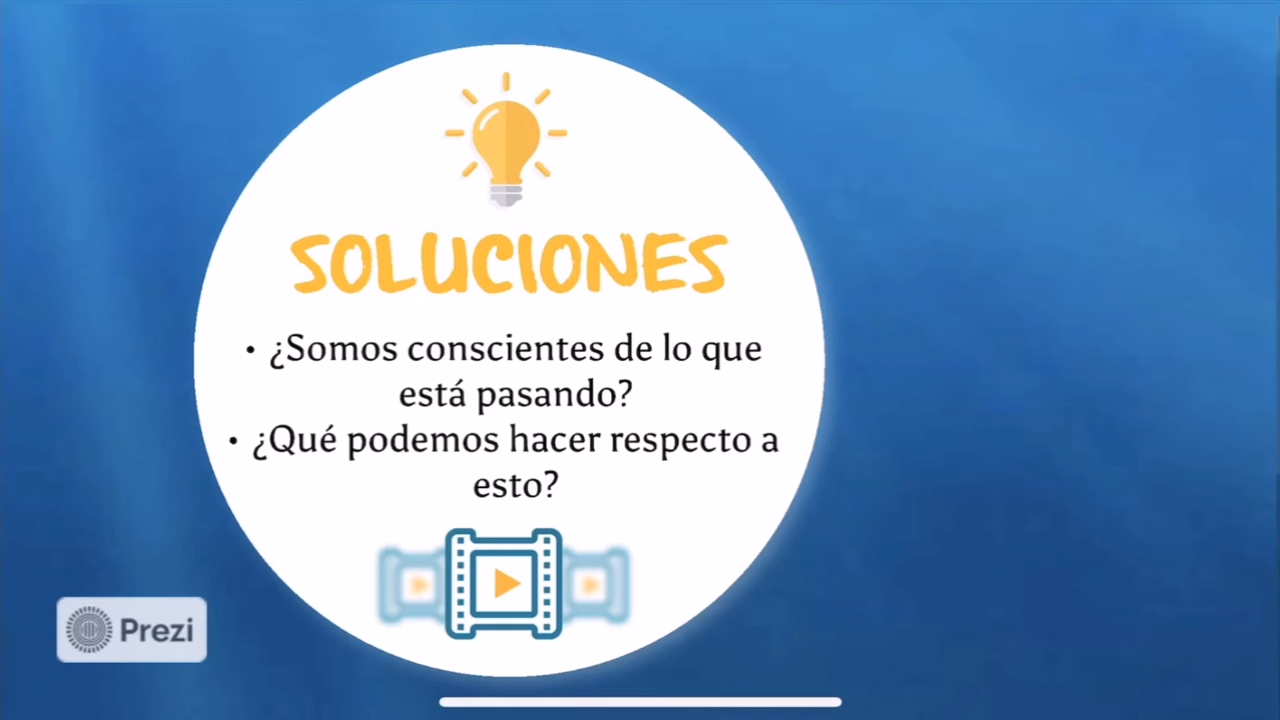 SOLUCIONES
• ¿Somos conscientes de lo que
está pasando?
• ¿Qué podemos hacer respecto a
esto?
Prezi